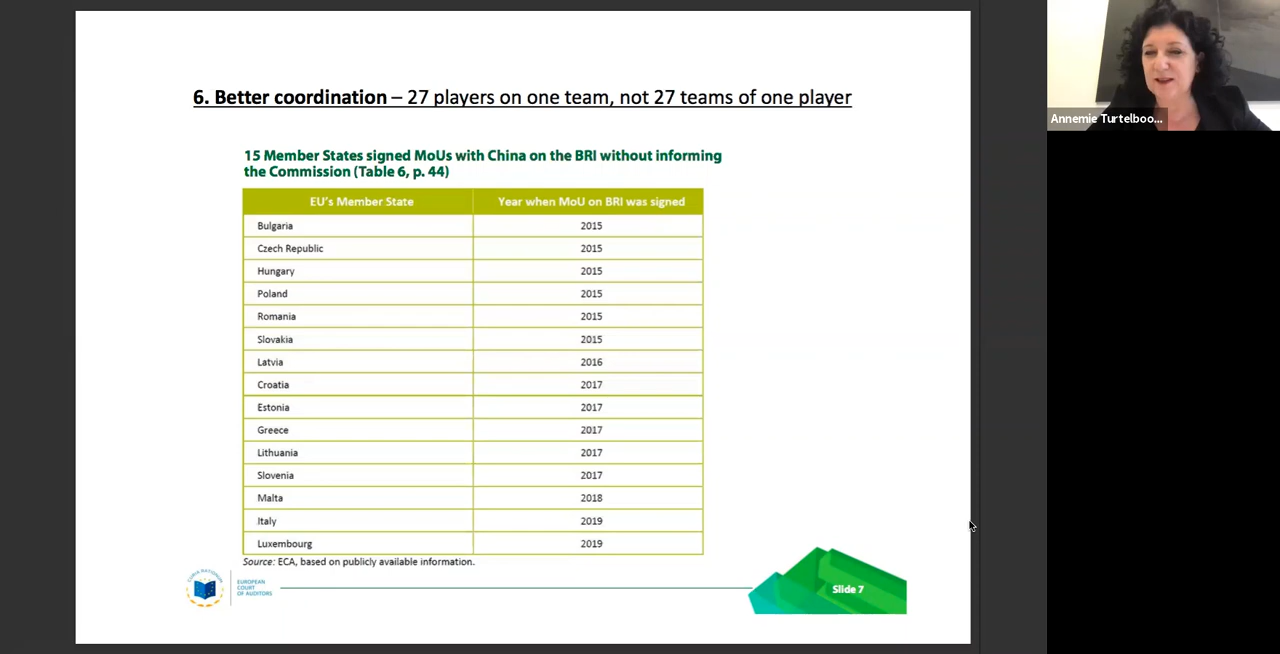 6. Better coordination – 27 players on one team, not 27 teams of one player
15 Member States signed MoUs with China on the BRI without informing
the Commission (Table 6, p. 44)
EU's Member State Year when MoU on BRI was signed
Bulgaria 2015
Czech Republic 2015
Hungary 2015
Poland 2015
Romania 2015
Slovakia 2015
Latvia 2016
Croatia 2017
Estonia 2017
Greece 2017
Lithuania 2017
Slovenia 2017
Malta 2018
Italy 2019
Luxembourg 2019
Source: ECA, based on publicly available information.
EUROPEAN
COURT
OF AUDITORS
Slide 7
Annemie Turtelboo...